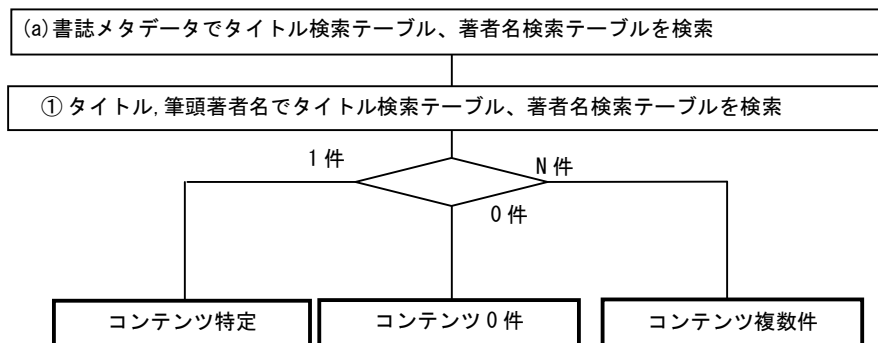 (a)書誌メタデータでタイトル検索テーブル、著者名検索テーブルを検索
① タイトル,筆頭著者名でタイトル検索テーブル、著者名検索テーブルを検索
1 件
N 件
0 件
コンテンツ特定
コンテンツ 0 件
コンテンツ複数件